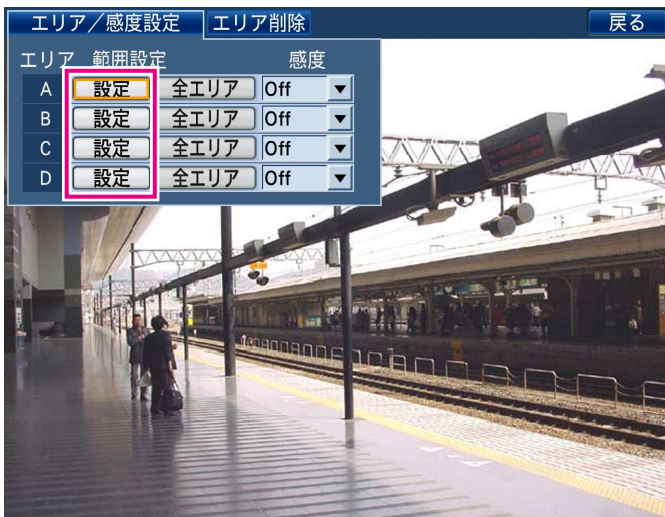 エリア／感度設定 エリア削除 戻る
エリア 範囲設定 感度
A 設定 全エリア Off
B 設定 全エリア Off
C 設定 全エリア Off
D 設定 全エリア Off